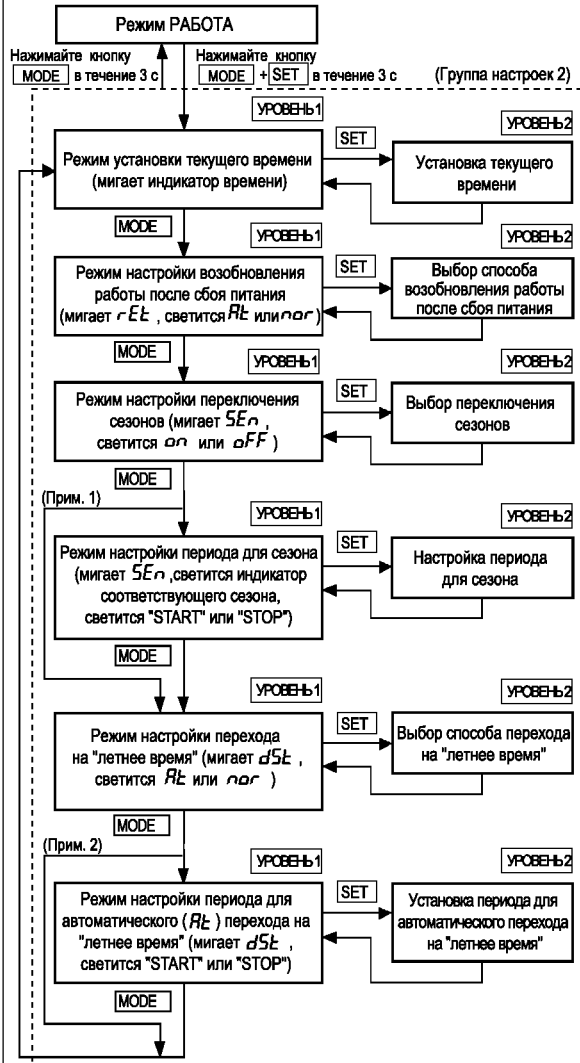 Режим РАБОТА
Нажимайте кнопку
MODE в течение 3 с
Нажимайте кнопку
MODE + SET в течение 3 с
(Группа настроек 2)
УРОВЕНЬ1
УРОВЕНЬ2
Режим установки текущего времени
(мигает индикатор времени)
SET
Установка текущего
времени
MODE
УРОВЕНЬ1
УРОВЕНЬ2
Режим настройки возобновления
работы после сбоя питания
(мигает rEt , светится At или nor)
SET
Выбор способа
возобновления работы
после сбоя питания
MODE
УРОВЕНЬ1
УРОВЕНЬ2
Режим настройки переключения
сезонов (мигает SEn ,
светится on или oFF )
SET
Выбор переключения
сезонов
MODE
(Прим. 1)
УРОВЕНЬ1
УРОВЕНЬ2
Режим настройки периода для сезона
(мигает SEn ,светится индикатор
соответствующего сезона,
светится "START" или "STOP")
SET
Настройка периода
для сезона
MODE
УРОВЕНЬ1
УРОВЕНЬ2
Режим настройки перехода
на "летнее время" (мигает dSt ,
светится At или nor )
SET
Выбор способа перехода
на "летнее время"
MODE
(Прим. 2)
УРОВЕНЬ1
УРОВЕНЬ2
Режим настройки периода для
автоматического ( At ) перехода на
"летнее время" (мигает dSt ,
светится "START" или "STOP")
SET
Установка периода для
автоматического перехода
на "летнее время"
MODE